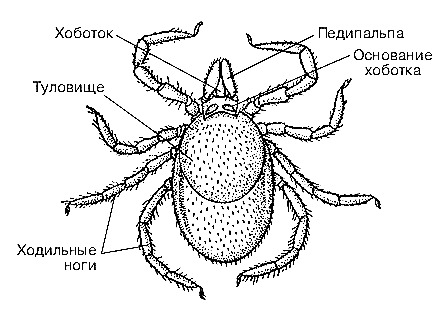 Хоботок
Педипальпа
Основание
хоботка
Туловище
Ходильные
ноги